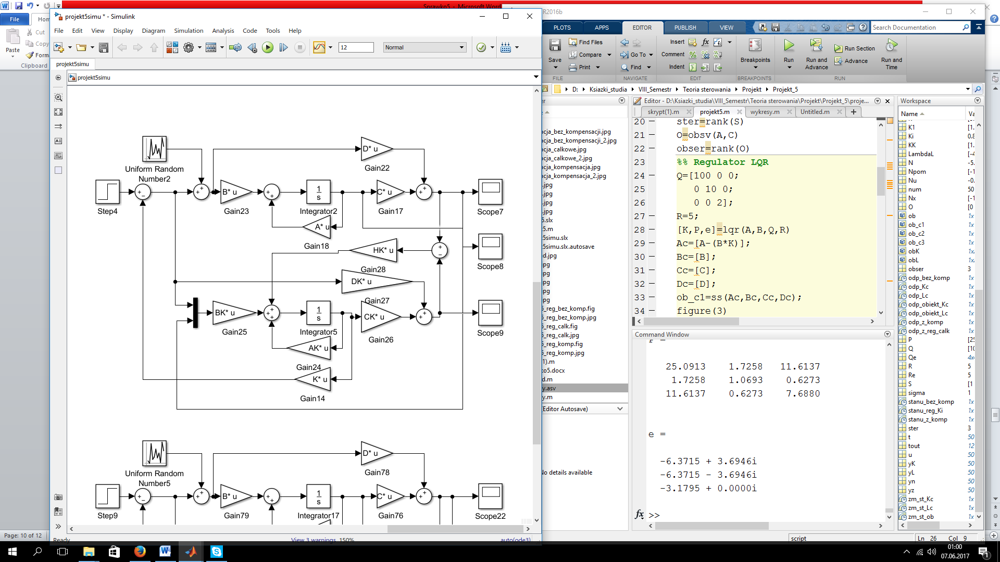 Sprawko5 - Microsoft Word
File
Hom
Paste
Cut
Copy
Form
Clipboard
Page: 10 of 12
projekt5simu * - Simulink
File Edit View Display Diagram Simulation Analysis Code Tools Help
12
Normal
projekt5simu
projekt5simu
Uniform Random
Number2
D* u
Gain22
Step4
B* u
Gain23
1
s
Integrator2
C* u
Gain17
Scope7
A* u
Gain18
HK* u
Gain28
Scope8
DK* u
Gain27
BK* u
Gain25
1
s
Integrator5
CK* u
Gain26
Scope9
AK* u
Gain24
K* u
Gain14
Uniform Random
Number5
D* u
Gain78
Step9
B* u
Gain79
1
s
Integrator17
C* u
Gain76
Scope22
Ready
View 3 warnings 150%
auto(ode3)
R2016b
PLOTS APPS EDITOR PUBLISH VIEW
Search Documentation
Save
Find Files
Compare
Print
FILE
Go To
Find
NAVIGATE
Insert
Comment
Indent
EDIT
Breakpoints
BREAKPOINTS
Run
Run and
Advance
Run Section
Advance
Run and
Time
RUN
D: Ksiazki_studia VIII_Semestr Teoria sterowania Projekt Projekt_5
er
acja_bez_kompensacji.jpg
acja_bez_kompensacji_2.jpg
acja_calkowe.jpg
acja_calkowe_2.jpg
acja_kompensacja.jpg
acja_kompensacja_2.jpg
.jpg
.jpg
.jpg
.jpg
5.slx
5.m
5simu.slx
5simu.slx.autosave
d.jpg
pg
pg
pg
pg
pg
5_reg_bez_komp.fig
5_reg_bez_komp.jpg
5_reg_calk.fig
5_reg_calk.jpg
5_reg_komp.fig
5_reg_komp.jpg
1).m
o5.docx
d.m
y.asv
y.m
(Editor Autosave)
No details available
Editor - D:\Ksiazki_studia\VIII_Semestr\Teoria sterowania\Projekt\Projekt_5\proje...
skrypt(1).m projekt5.m wykresy.m Untitled.m
20 ster=rank(S)
21 O=obsv(A,C)
22 obser=rank(O)
23 %% Regulator LQR
24 Q=[100 0 0;
25 0 10 0;
26 0 0 2];
27 R=5;
28 [K,P,e]=lqr(A,B,Q,R)
29 Ac=[A-(B*K)];
30 Bc=[B];
31 Cc=[C];
32 Dc=[D];
33 ob_c1=ss(Ac,Bc,Cc,Dc);
34 figure(3)
Command Window
25.0913 1.7258 11.6137
1.7258 1.0693 0.6273
11.6137 0.6273 7.6880
e =
-6.3715 + 3.6946i
-6.3715 - 3.6946i
-3.1795 + 0.0000i
fx >>
Workspace
Name Va
K1 [1.
Ki 0.8
KK [1.
LambdaL [-4
N -5.
Npom [-1
Nu -0.
num 50
Nx [-1
O [0
ob 1x
ob_c1 1x
ob_c2 1x
ob_c3 1x
obK 1x
obL 1x
obser 3
odp_bez_komp 1x
odp_Kc 1x
odp_Lc 1x
odp_obiekt_Kc 1x
odp_obiekt_Lc 1x
odp_z_komp 1x
odp_z_reg_calk 1x
P [25
Q [10
Qe 4x4
R 5
Re 5
S [1
sigma 1
stanu_bez_komp 1x
stanu_reg_Ki 1x
stanu_z_komp 1x
ster 3
t 50
tout 12
u 50
yK 50
yL 50
yn 50
yz 50
zm_st_Kc 1x
zm_st_Lc 1x
zm_st_ob 1x
script
Ln 26 Col 9
01:00
07.06.2017
1